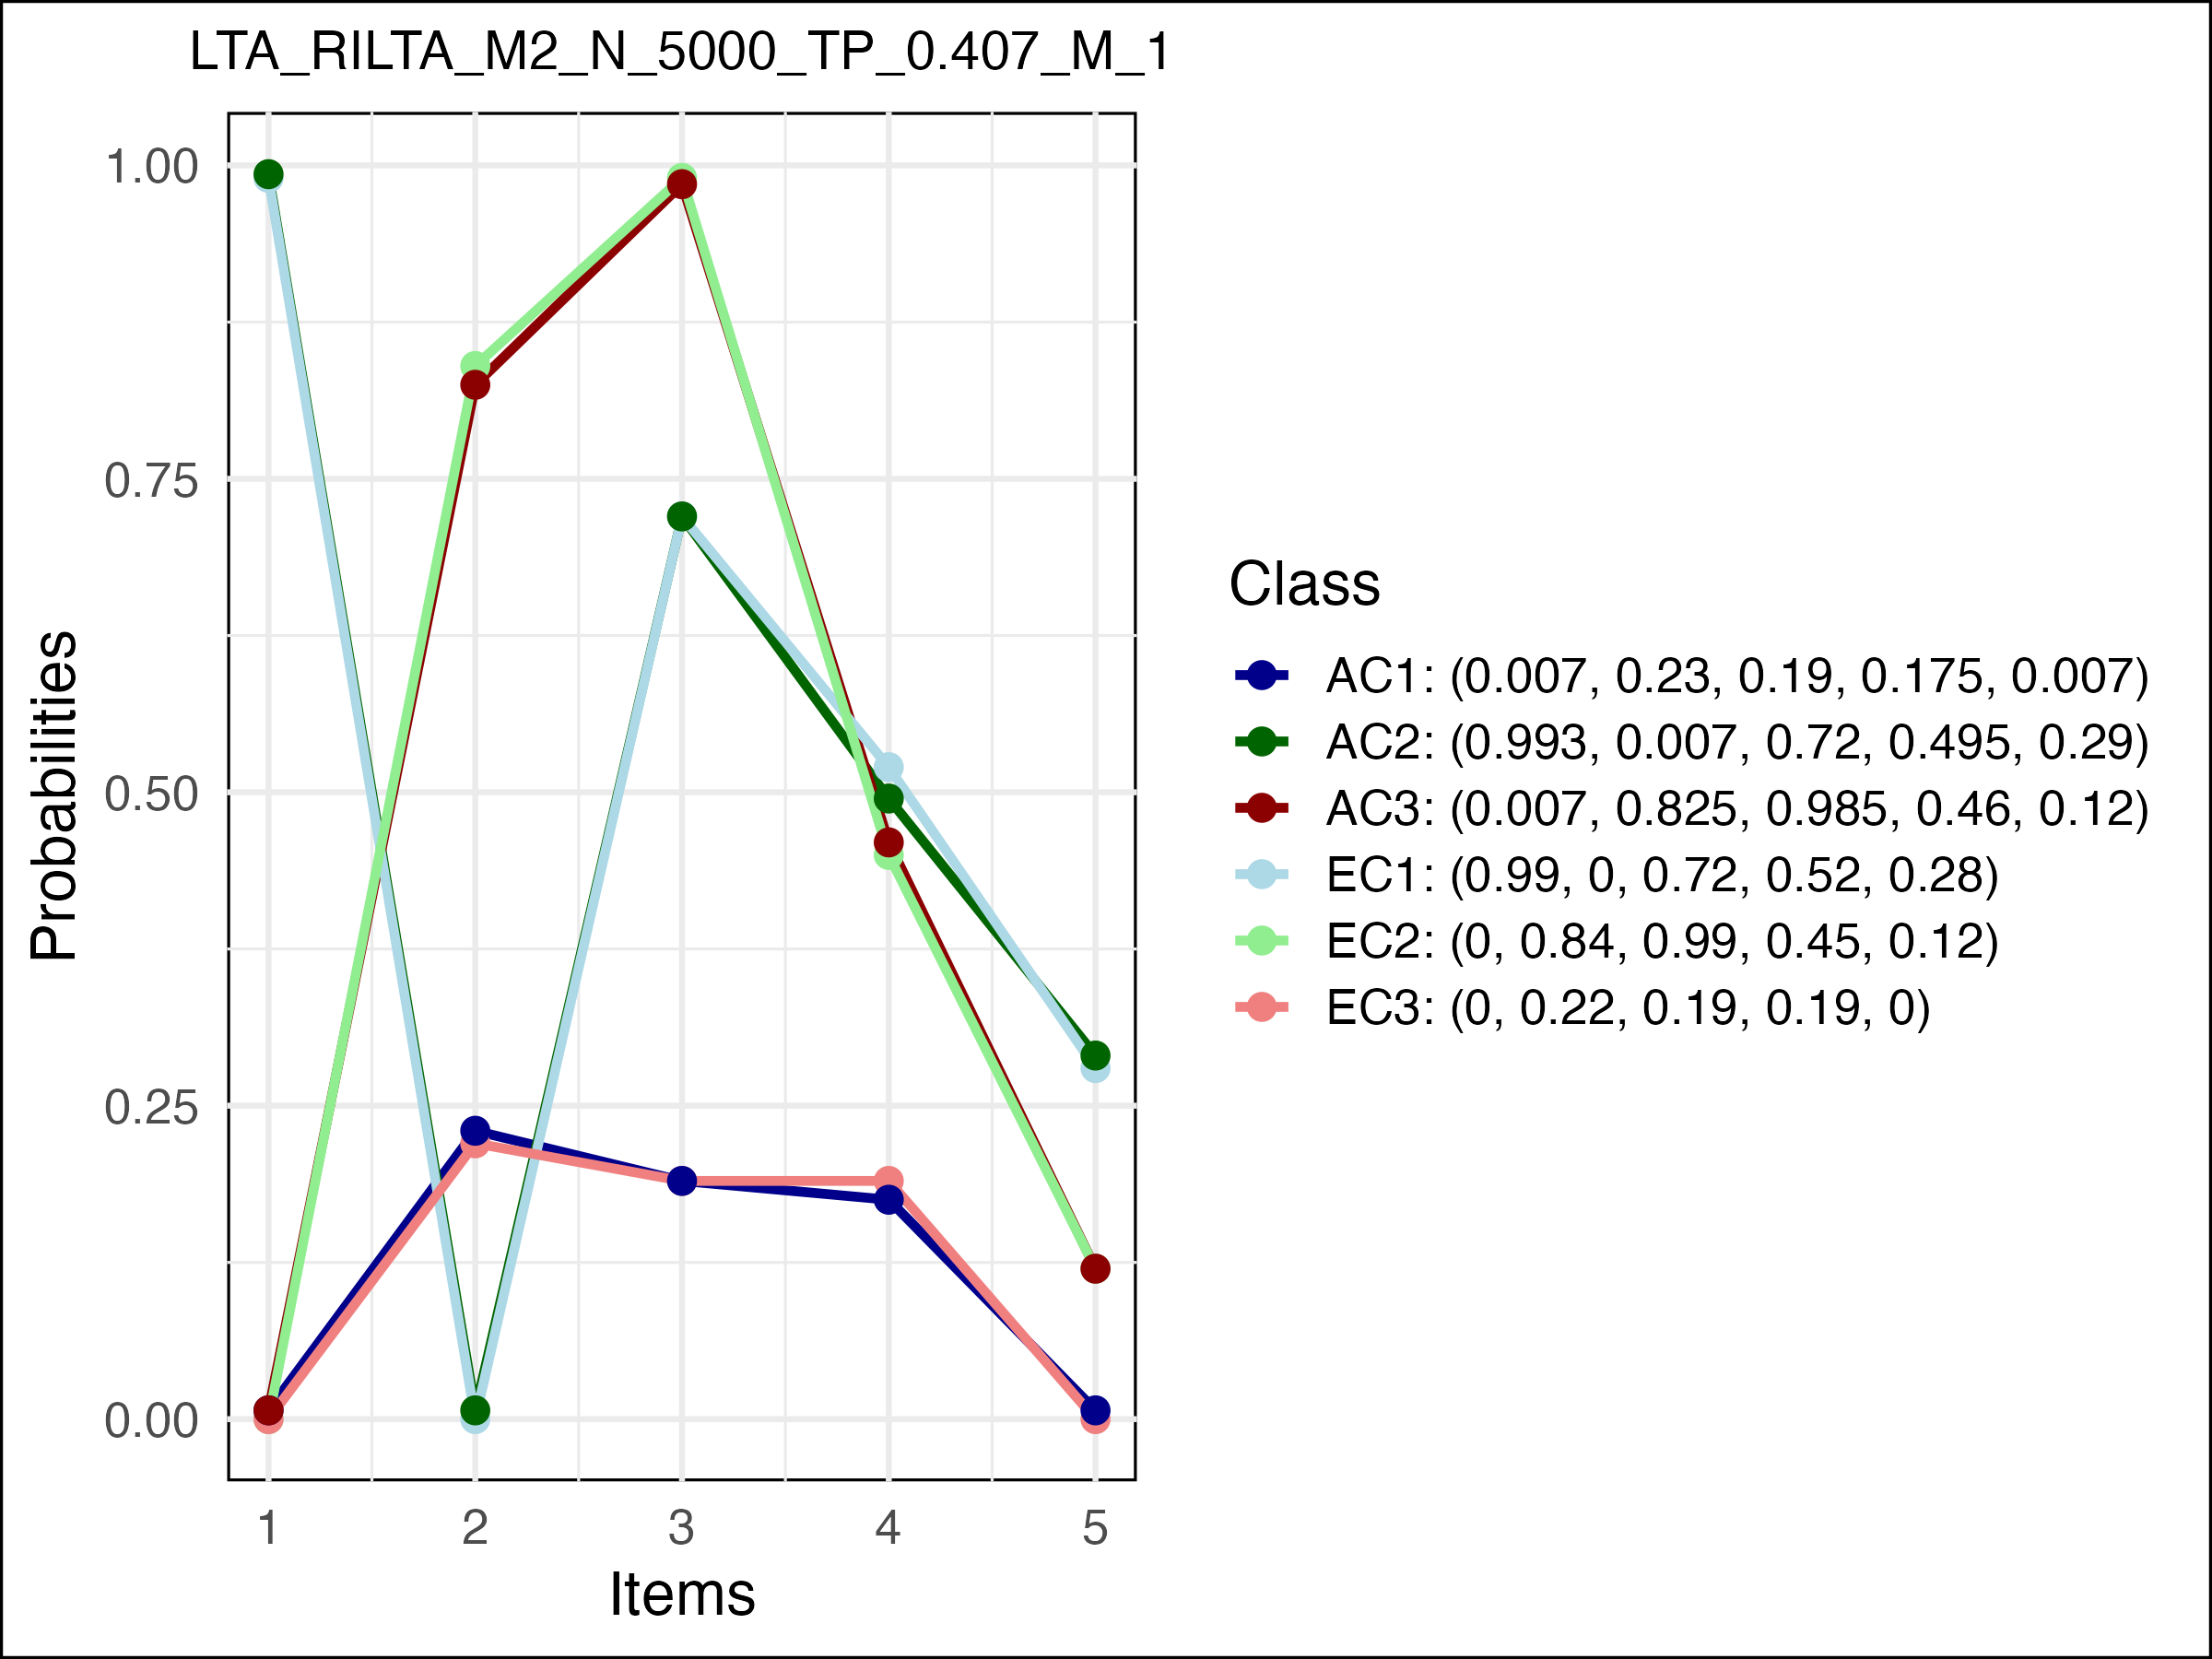 LTA_RILTA_M2_N_5000_TP_0.407_M_1
1.00
0.75
0.50
0.25
0.00
Probabilities
1 2 3 4 5
Items
Class
AC1: (0.007, 0.23, 0.19, 0.175, 0.007)
AC2: (0.993, 0.007, 0.72, 0.495, 0.29)
AC3: (0.007, 0.825, 0.985, 0.46, 0.12)
EC1: (0.99, 0, 0.72, 0.52, 0.28)
EC2: (0, 0.84, 0.99, 0.45, 0.12)
EC3: (0, 0.22, 0.19, 0.19, 0)